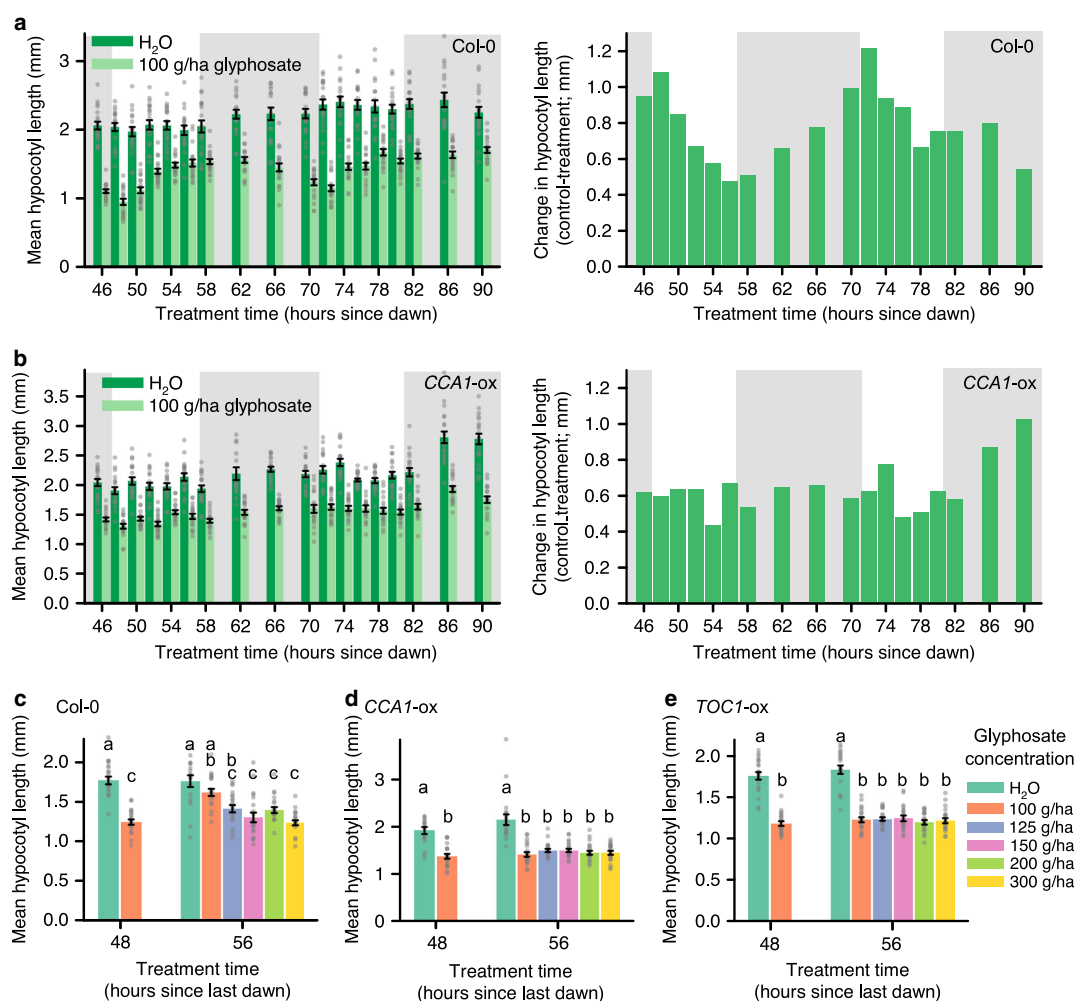 a
H₂O
100 g/ha glyphosate
Col-0
Mean hypocotyl length (mm)
3
2
1
0
46 50 54 58 62 66 70 74 78 82 86 90
Treatment time (hours since dawn)
Col-0
Change in hypocotyl length
(control-treatment; mm)
1.2
1.0
0.8
0.6
0.4
0.2
0.0
46 50 54 58 62 66 70 74 78 82 86 90
Treatment time (hours since dawn)
b
H₂O
100 g/ha glyphosate
CCA1-ox
Mean hypocotyl length (mm)
3.5
3.0
2.5
2.0
1.5
1.0
0.0
46 50 54 58 62 66 70 74 78 82 86 90
Treatment time (hours since dawn)
CCA1-ox
Change in hypocotyl length
(control-treatment; mm)
1.2
1.0
0.8
0.6
0.4
0.2
0.0
46 50 54 58 62 66 70 74 78 82 86 90
Treatment time (hours since dawn)
c Col-0
Mean hypocotyl length (mm)
2.0
1.5
1.0
0.0
a c a a b b c c c c
48 56
Treatment time
(hours since last dawn)
d CCA1-ox
Mean hypocotyl length (mm)
3
2
1
0
a b a b b b b b
48 56
Treatment time
(hours since last dawn)
e TOC1-ox
Mean hypocotyl length (mm)
2.0
1.5
1.0
0.0
a b a b b b b b
48 56
Treatment time
(hours since last dawn)
Glyphosate
concentration
H₂O
100 g/ha
125 g/ha
150 g/ha
200 g/ha
300 g/ha